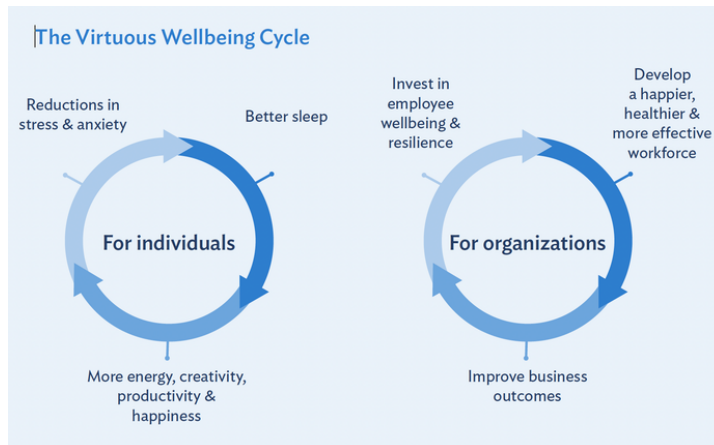 The Virtuous Wellbeing Cycle
Reductions in
stress & anxiety
Better sleep
For individuals
More energy, creativity,
productivity &
happiness
Invest in
employee
wellbeing &
resilience
Develop
a happier,
healthier &
more effective
workforce
For organizations
Improve business
outcomes